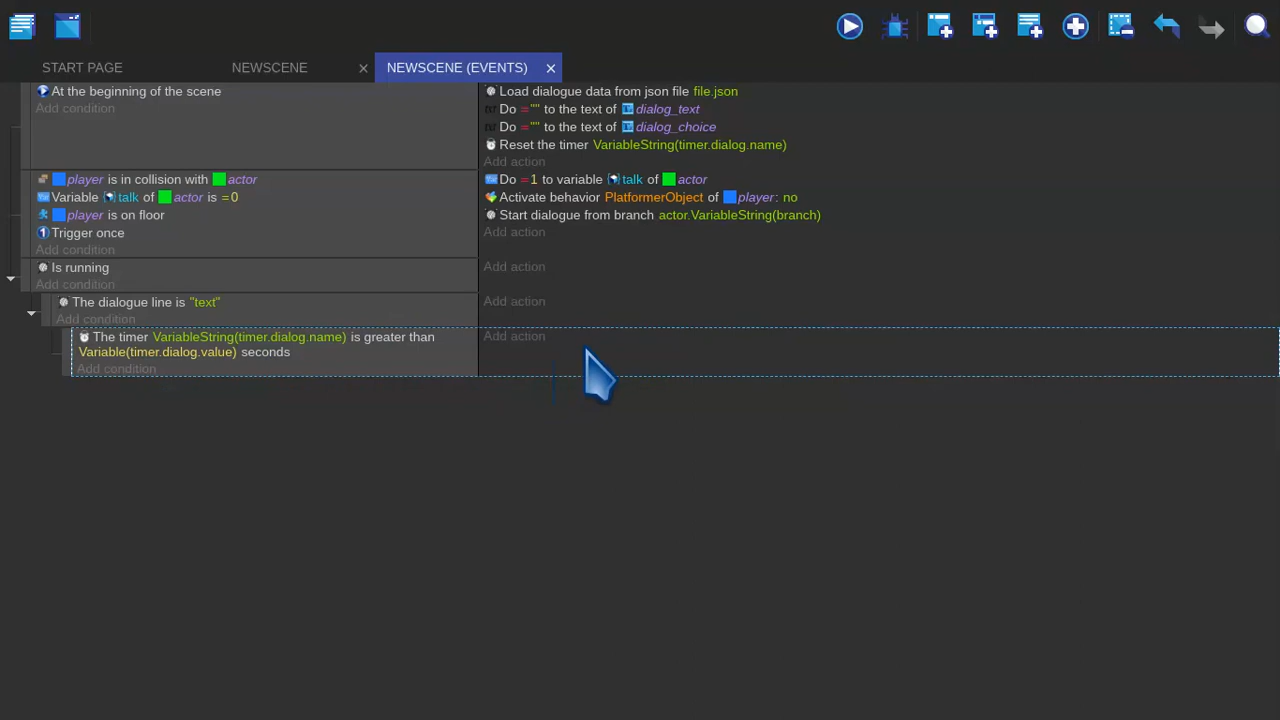 START PAGE
NEWSCENE
NEWSCENE (EVENTS)
At the beginning of the scene
Add condition
Load dialogue data from json file file.json
Do ="" to the text of dialog_text
Do ="" to the text of dialog_choice
Reset the timer VariableString(timer.dialog.name)
Add action
player is in collision with actor
Variable talk of actor is =0
player is on floor
Trigger once
Add condition
Do =1 to variable talk of actor
Activate behavior PlatformerObject of player: no
Start dialogue from branch actor.VariableString(branch)
Add action
Is running
Add condition
Add action
The dialogue line is "text"
Add condition
Add action
The timer VariableString(timer.dialog.name) is greater than
Variable(timer.dialog.value) seconds
Add condition
Add action